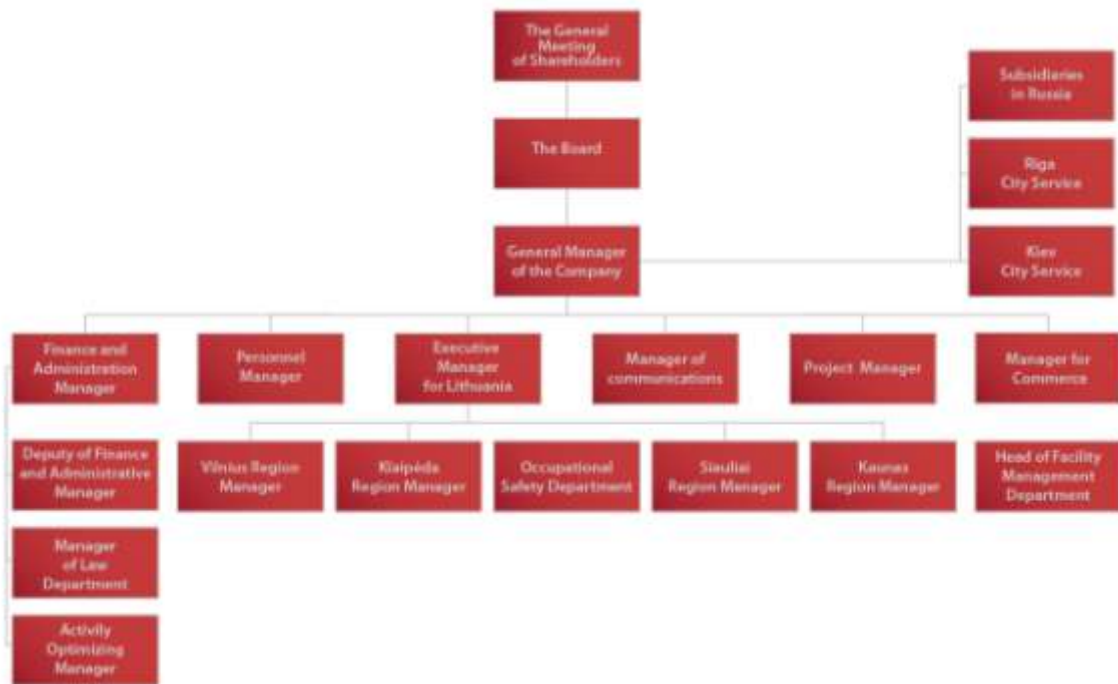 The General
Meeting
of Shareholders
Subsidiaries
in Russia
The Board
Riga
City Service
General Manager
of the Company
Kiev
City Service
Finance and
Administration
Manager
Personnel
Manager
Executive
Manager
for Lithuania
Manager of
communications
Project Manager
Manager for
Commerce
Deputy of Finance
and Administrative
Manager
Vilnius Region
Manager
Klaipėda
Region Manager
Occupational
Safety Department
Siauliai
Region Manager
Kaunas
Region Manager
Head of Facility
Management
Department
Manager
of Law
Department
Activily
Optimizing
Manager